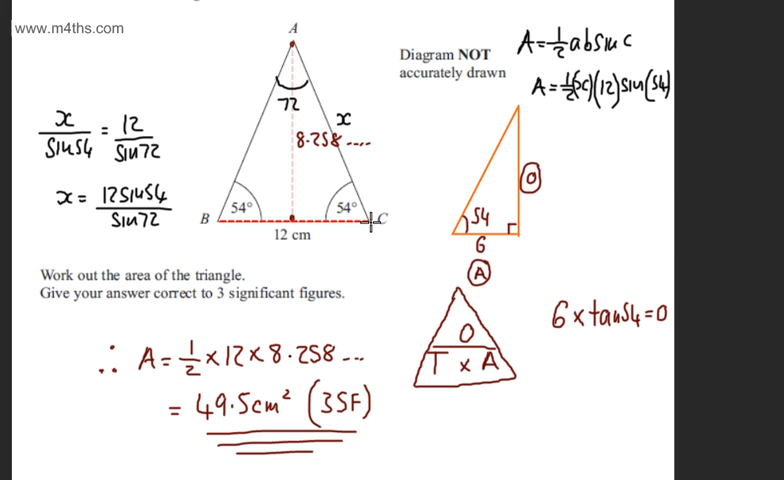 www.m4ths.com
A
Diagram NOT
accurately drawn
A=½absinC
A=½(x)(12)sin(54)
72
x
8.258....
x/sin54 = 12/sin72
x = 12sin54/sin72
54°
54°
B
C
12 cm
O
54
6
A
Work out the area of the triangle.
Give your answer correct to 3 significant figures.
6 x tan54 = O
O
T x A
∴ A = 1/2 x 12 x 8.258...
= 49.5cm² (3SF)